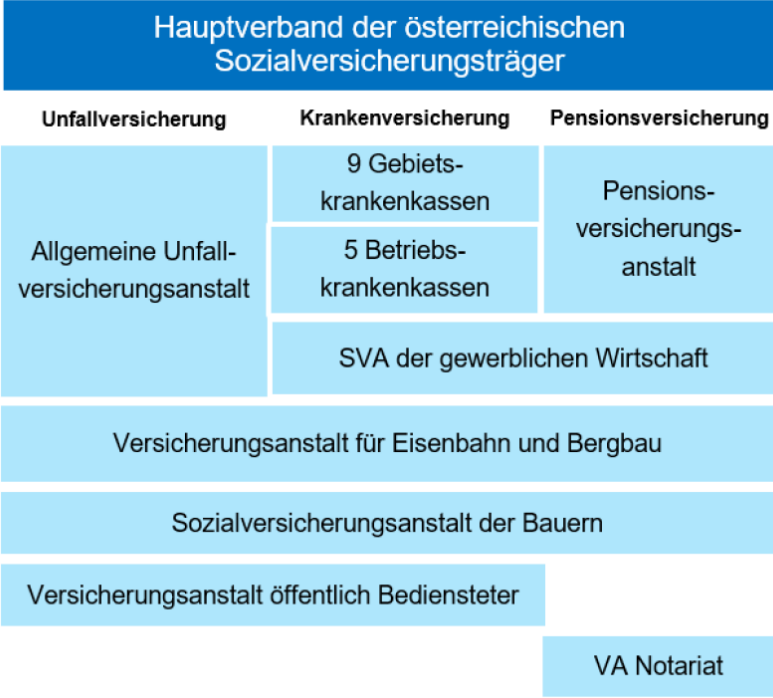 Hauptverband der österreichischen
Sozialversicherungsträger
Unfallversicherung
Krankenversicherung
Pensionsversicherung
Allgemeine Unfall-
versicherungsanstalt
9 Gebiets-
krankenkassen
5 Betriebs-
krankenkassen
Pensions-
versicherungs-
anstalt
SVA der gewerblichen Wirtschaft
Versicherungsanstalt für Eisenbahn und Bergbau
Sozialversicherungsanstalt der Bauern
Versicherungsanstalt öffentlich Bediensteter
VA Notariat